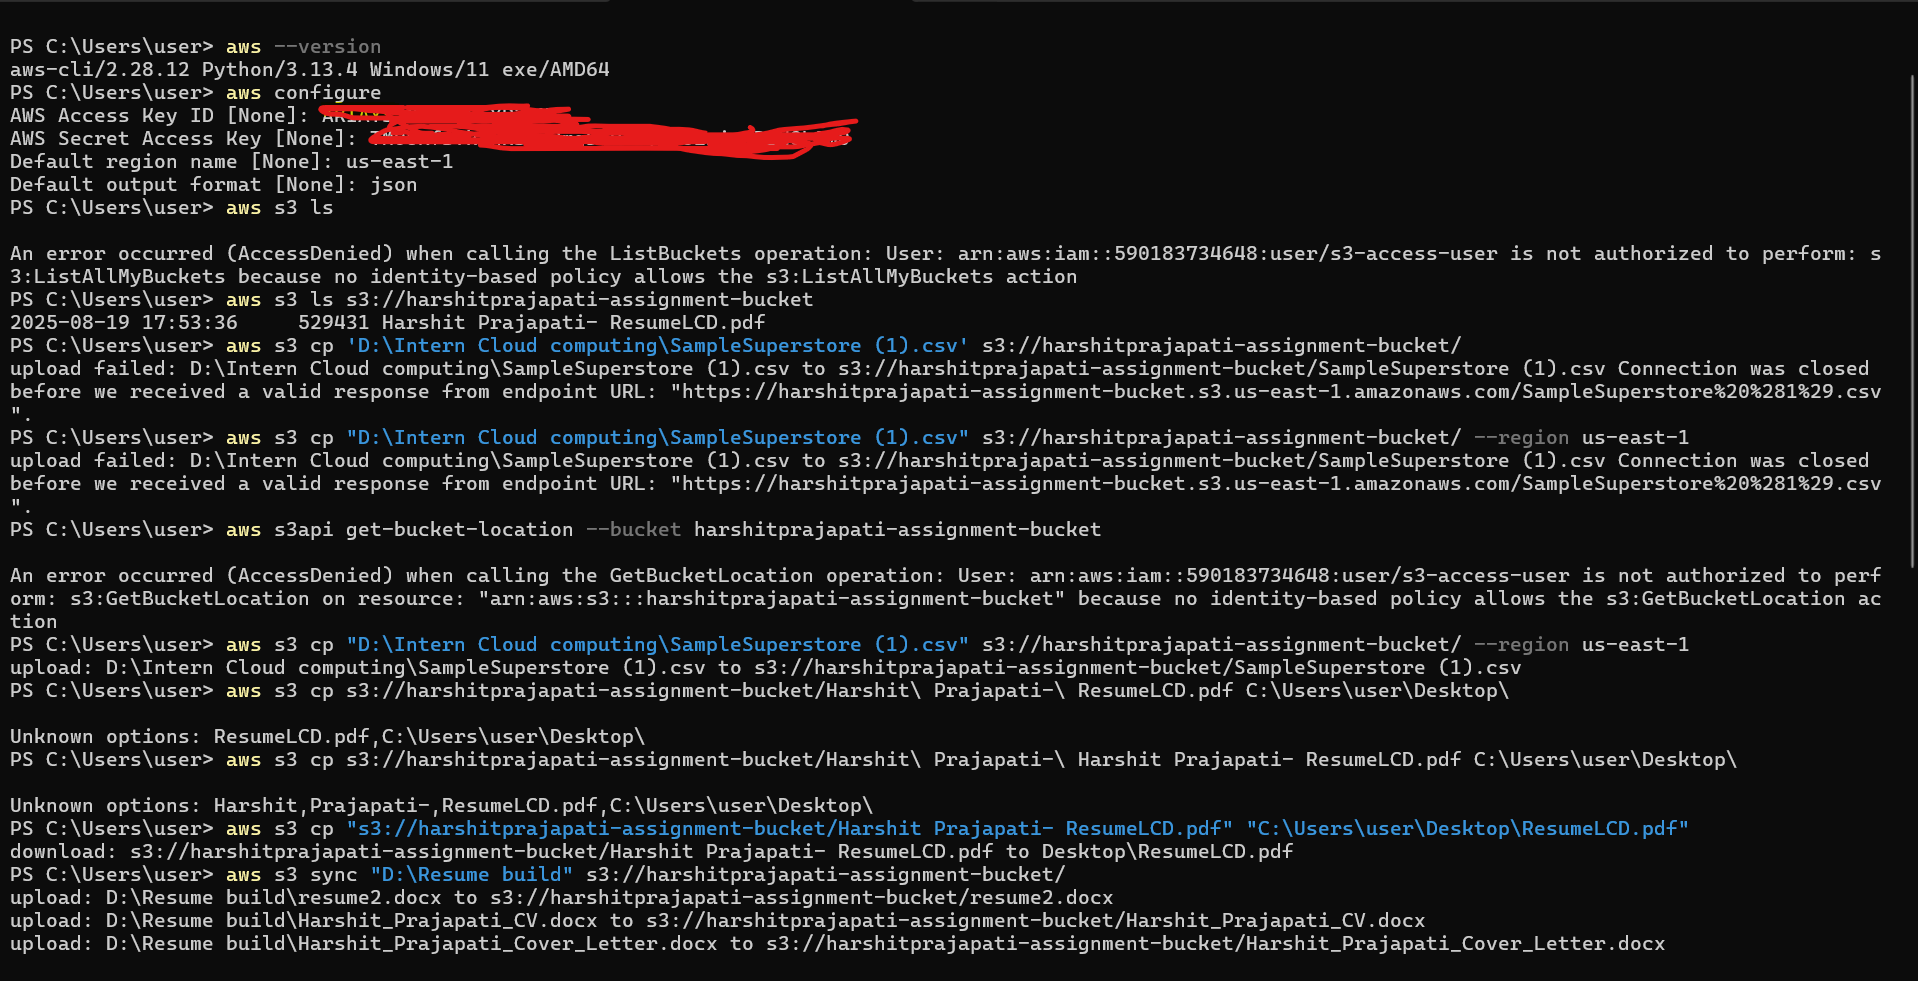 PS C:\Users\user> aws --version
aws-cli/2.28.12 Python/3.13.4 Windows/11 exe/AMD64
PS C:\Users\user> aws configure
AWS Access Key ID [None]:
AWS Secret Access Key [None]:
Default region name [None]: us-east-1
Default output format [None]: json
PS C:\Users\user> aws s3 ls
An error occurred (AccessDenied) when calling the ListBuckets operation: User: arn:aws:iam::590183734648:user/s3-access-user is not authorized to perform: s
3:ListAllMyBuckets because no identity-based policy allows the s3:ListAllMyBuckets action
PS C:\Users\user> aws s3 ls s3://harshitprajapati-assignment-bucket
2025-08-19 17:53:36     529431 Harshit Prajapati- ResumeLCD.pdf
PS C:\Users\user> aws s3 cp 'D:\Intern Cloud computing\SampleSuperstore (1).csv' s3://harshitprajapati-assignment-bucket/
upload failed: D:\Intern Cloud computing\SampleSuperstore (1).csv to s3://harshitprajapati-assignment-bucket/SampleSuperstore (1).csv Connection was closed
before we received a valid response from endpoint URL: "https://harshitprajapati-assignment-bucket.s3.us-east-1.amazonaws.com/SampleSuperstore%20%281%29.csv
".
PS C:\Users\user> aws s3 cp "D:\Intern Cloud computing\SampleSuperstore (1).csv" s3://harshitprajapati-assignment-bucket/ --region us-east-1
upload failed: D:\Intern Cloud computing\SampleSuperstore (1).csv to s3://harshitprajapati-assignment-bucket/SampleSuperstore (1).csv Connection was closed
before we received a valid response from endpoint URL: "https://harshitprajapati-assignment-bucket.s3.us-east-1.amazonaws.com/SampleSuperstore%20%281%29.csv
".
PS C:\Users\user> aws s3api get-bucket-location --bucket harshitprajapati-assignment-bucket
An error occurred (AccessDenied) when calling the GetBucketLocation operation: User: arn:aws:iam::590183734648:user/s3-access-user is not authorized to perf
orm: s3:GetBucketLocation on resource: "arn:aws:s3:::harshitprajapati-assignment-bucket" because no identity-based policy allows the s3:GetBucketLocation ac
tion
PS C:\Users\user> aws s3 cp "D:\Intern Cloud computing\SampleSuperstore (1).csv" s3://harshitprajapati-assignment-bucket/ --region us-east-1
upload: D:\Intern Cloud computing\SampleSuperstore (1).csv to s3://harshitprajapati-assignment-bucket/SampleSuperstore (1).csv
PS C:\Users\user> aws s3 cp s3://harshitprajapati-assignment-bucket/Harshit\ Prajapati-\ ResumeLCD.pdf C:\Users\user\Desktop\
Unknown options: ResumeLCD.pdf,C:\Users\user\Desktop\
PS C:\Users\user> aws s3 cp s3://harshitprajapati-assignment-bucket/Harshit\ Prajapati-\ Harshit Prajapati- ResumeLCD.pdf C:\Users\user\Desktop\
Unknown options: Harshit,Prajapati-,ResumeLCD.pdf,C:\Users\user\Desktop\
PS C:\Users\user> aws s3 cp "s3://harshitprajapati-assignment-bucket/Harshit Prajapati- ResumeLCD.pdf" "C:\Users\user\Desktop\ResumeLCD.pdf"
download: s3://harshitprajapati-assignment-bucket/Harshit Prajapati- ResumeLCD.pdf to Desktop\ResumeLCD.pdf
PS C:\Users\user> aws s3 sync "D:\Resume build" s3://harshitprajapati-assignment-bucket/
upload: D:\Resume build\resume2.docx to s3://harshitprajapati-assignment-bucket/resume2.docx
upload: D:\Resume build\Harshit_Prajapati_CV.docx to s3://harshitprajapati-assignment-bucket/Harshit_Prajapati_CV.docx
upload: D:\Resume build\Harshit_Prajapati_Cover_Letter.docx to s3://harshitprajapati-assignment-bucket/Harshit_Prajapati_Cover_Letter.docx